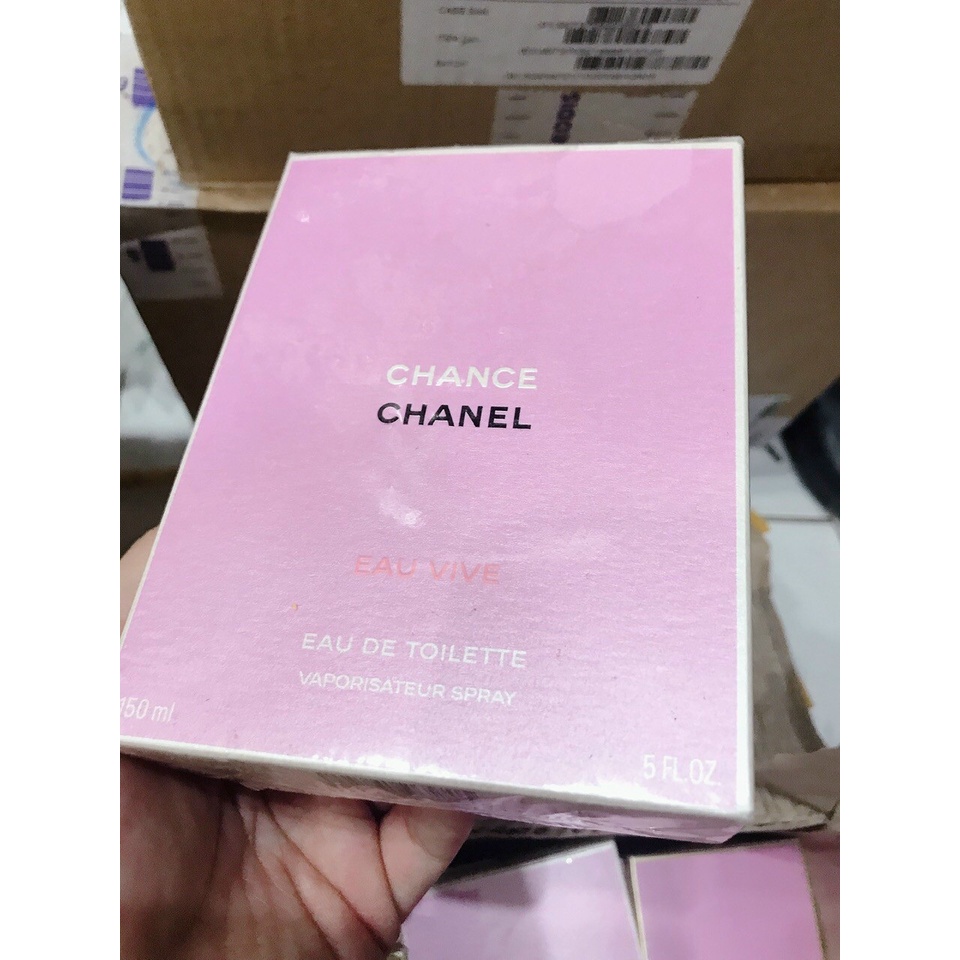 CHANCE
CHANEL
EAU VIVE
EAU DE TOILETTE
VAPORISATEUR SPRAY
150 ml
5 FL.OZ.